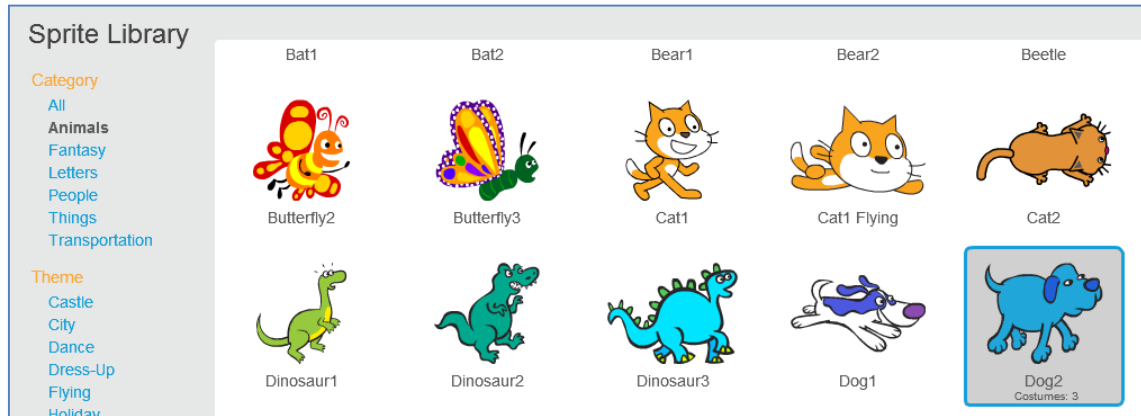 Sprite Library
Category
All
Animals
Fantasy
Letters
People
Things
Transportation
Theme
Castle
City
Dance
Dress-Up
Flying
Holiday
Bat1 Bat2 Bear1 Bear2 Beetle
Butterfly2 Butterfly3 Cat1 Cat1 Flying Cat2
Dinosaur1 Dinosaur2 Dinosaur3 Dog1 Dog2
Costumes: 3